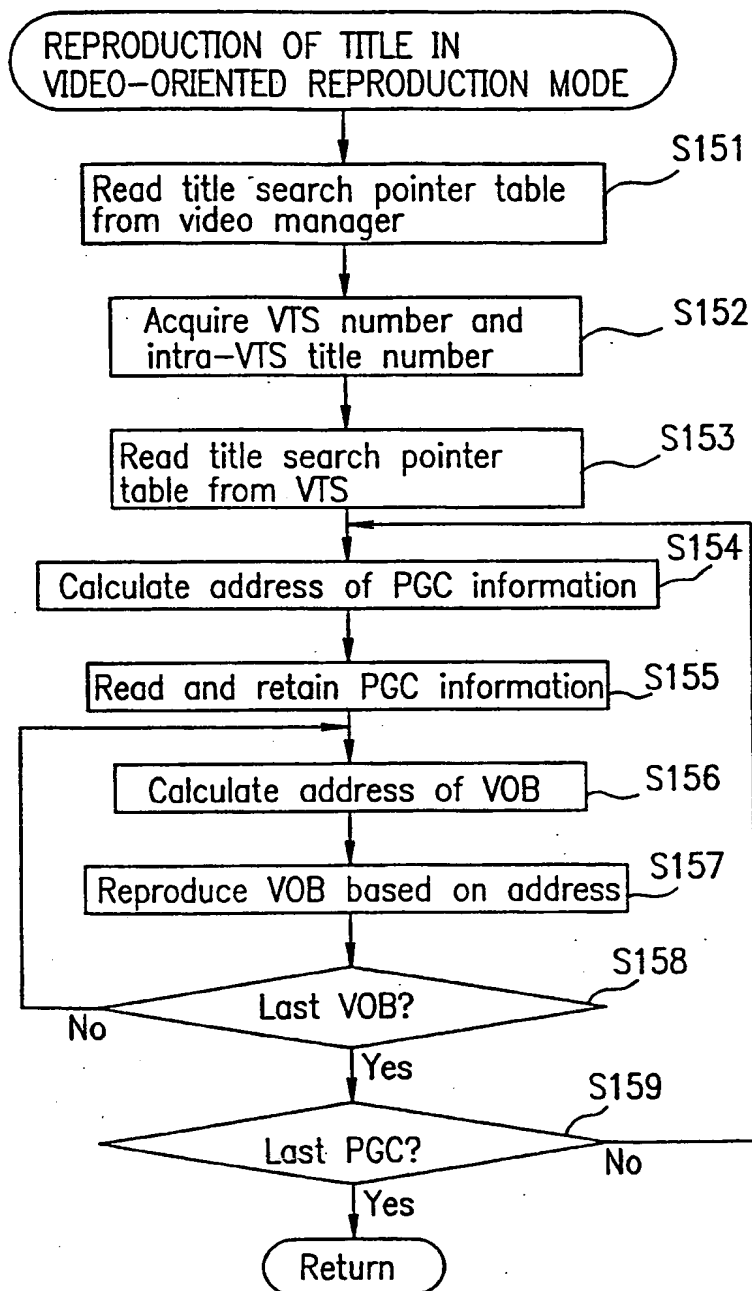 REPRODUCTION OF TITLE IN
VIDEO-ORIENTED REPRODUCTION MODE
S151
Read title search pointer table
from video manager
S152
Acquire VTS number and
intra-VTS title number
S153
Read title search pointer
table from VTS
S154
Calculate address of PGC information
S155
Read and retain PGC information
S156
Calculate address of VOB
S157
Reproduce VOB based on address
S158
Last VOB?
No
Yes
S159
Last PGC?
No
Yes
Return